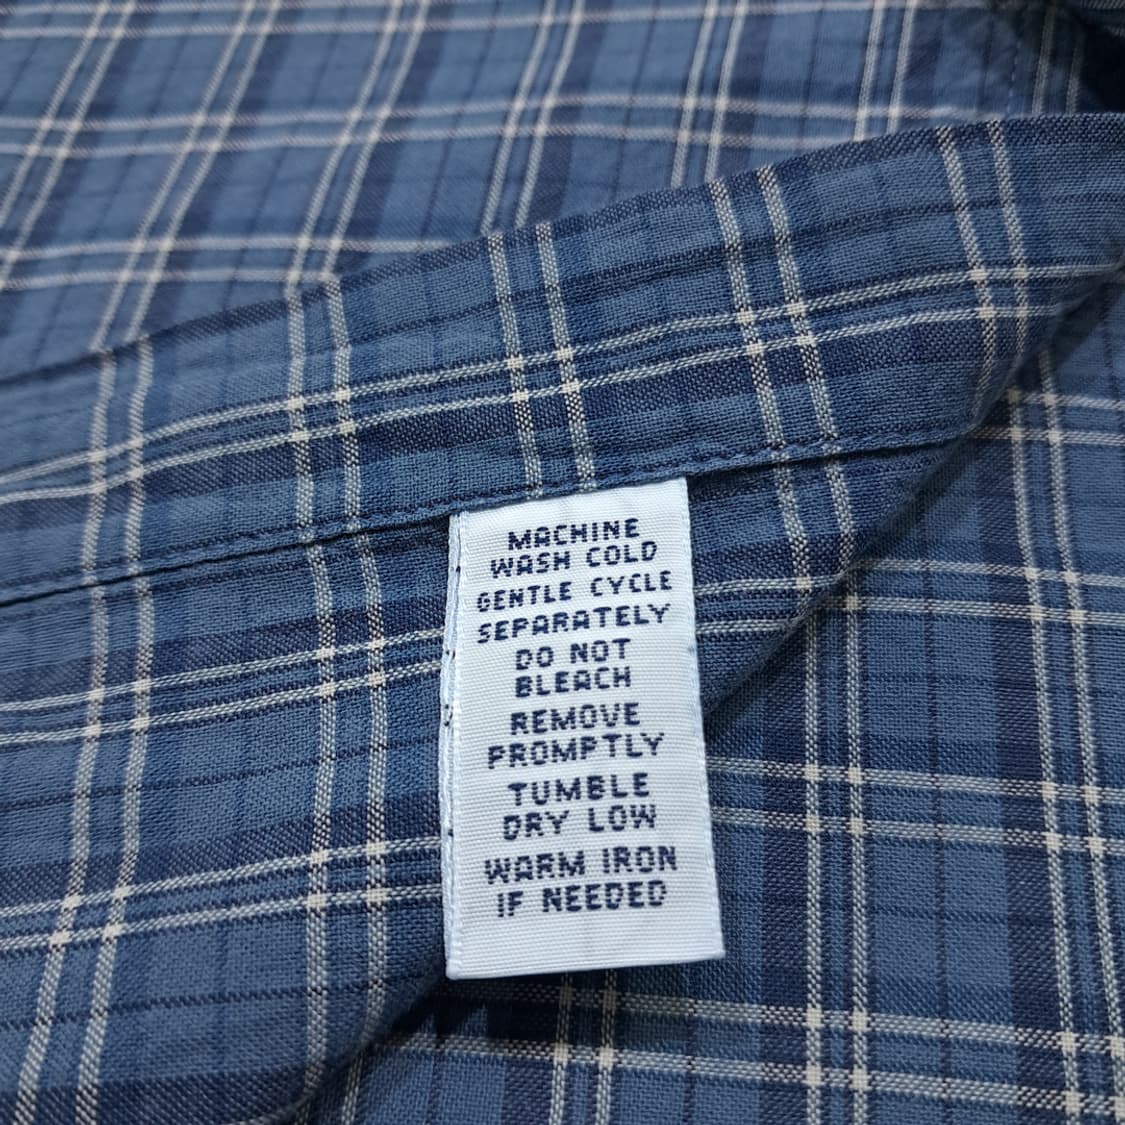 MACHINE
WASH COLD
GENTLE CYCLE
SEPARATELY
DO NOT
BLEACH
REMOVE
PROMPTLY
TUMBLE
DRY LOW
WARM IRON
IF NEEDED